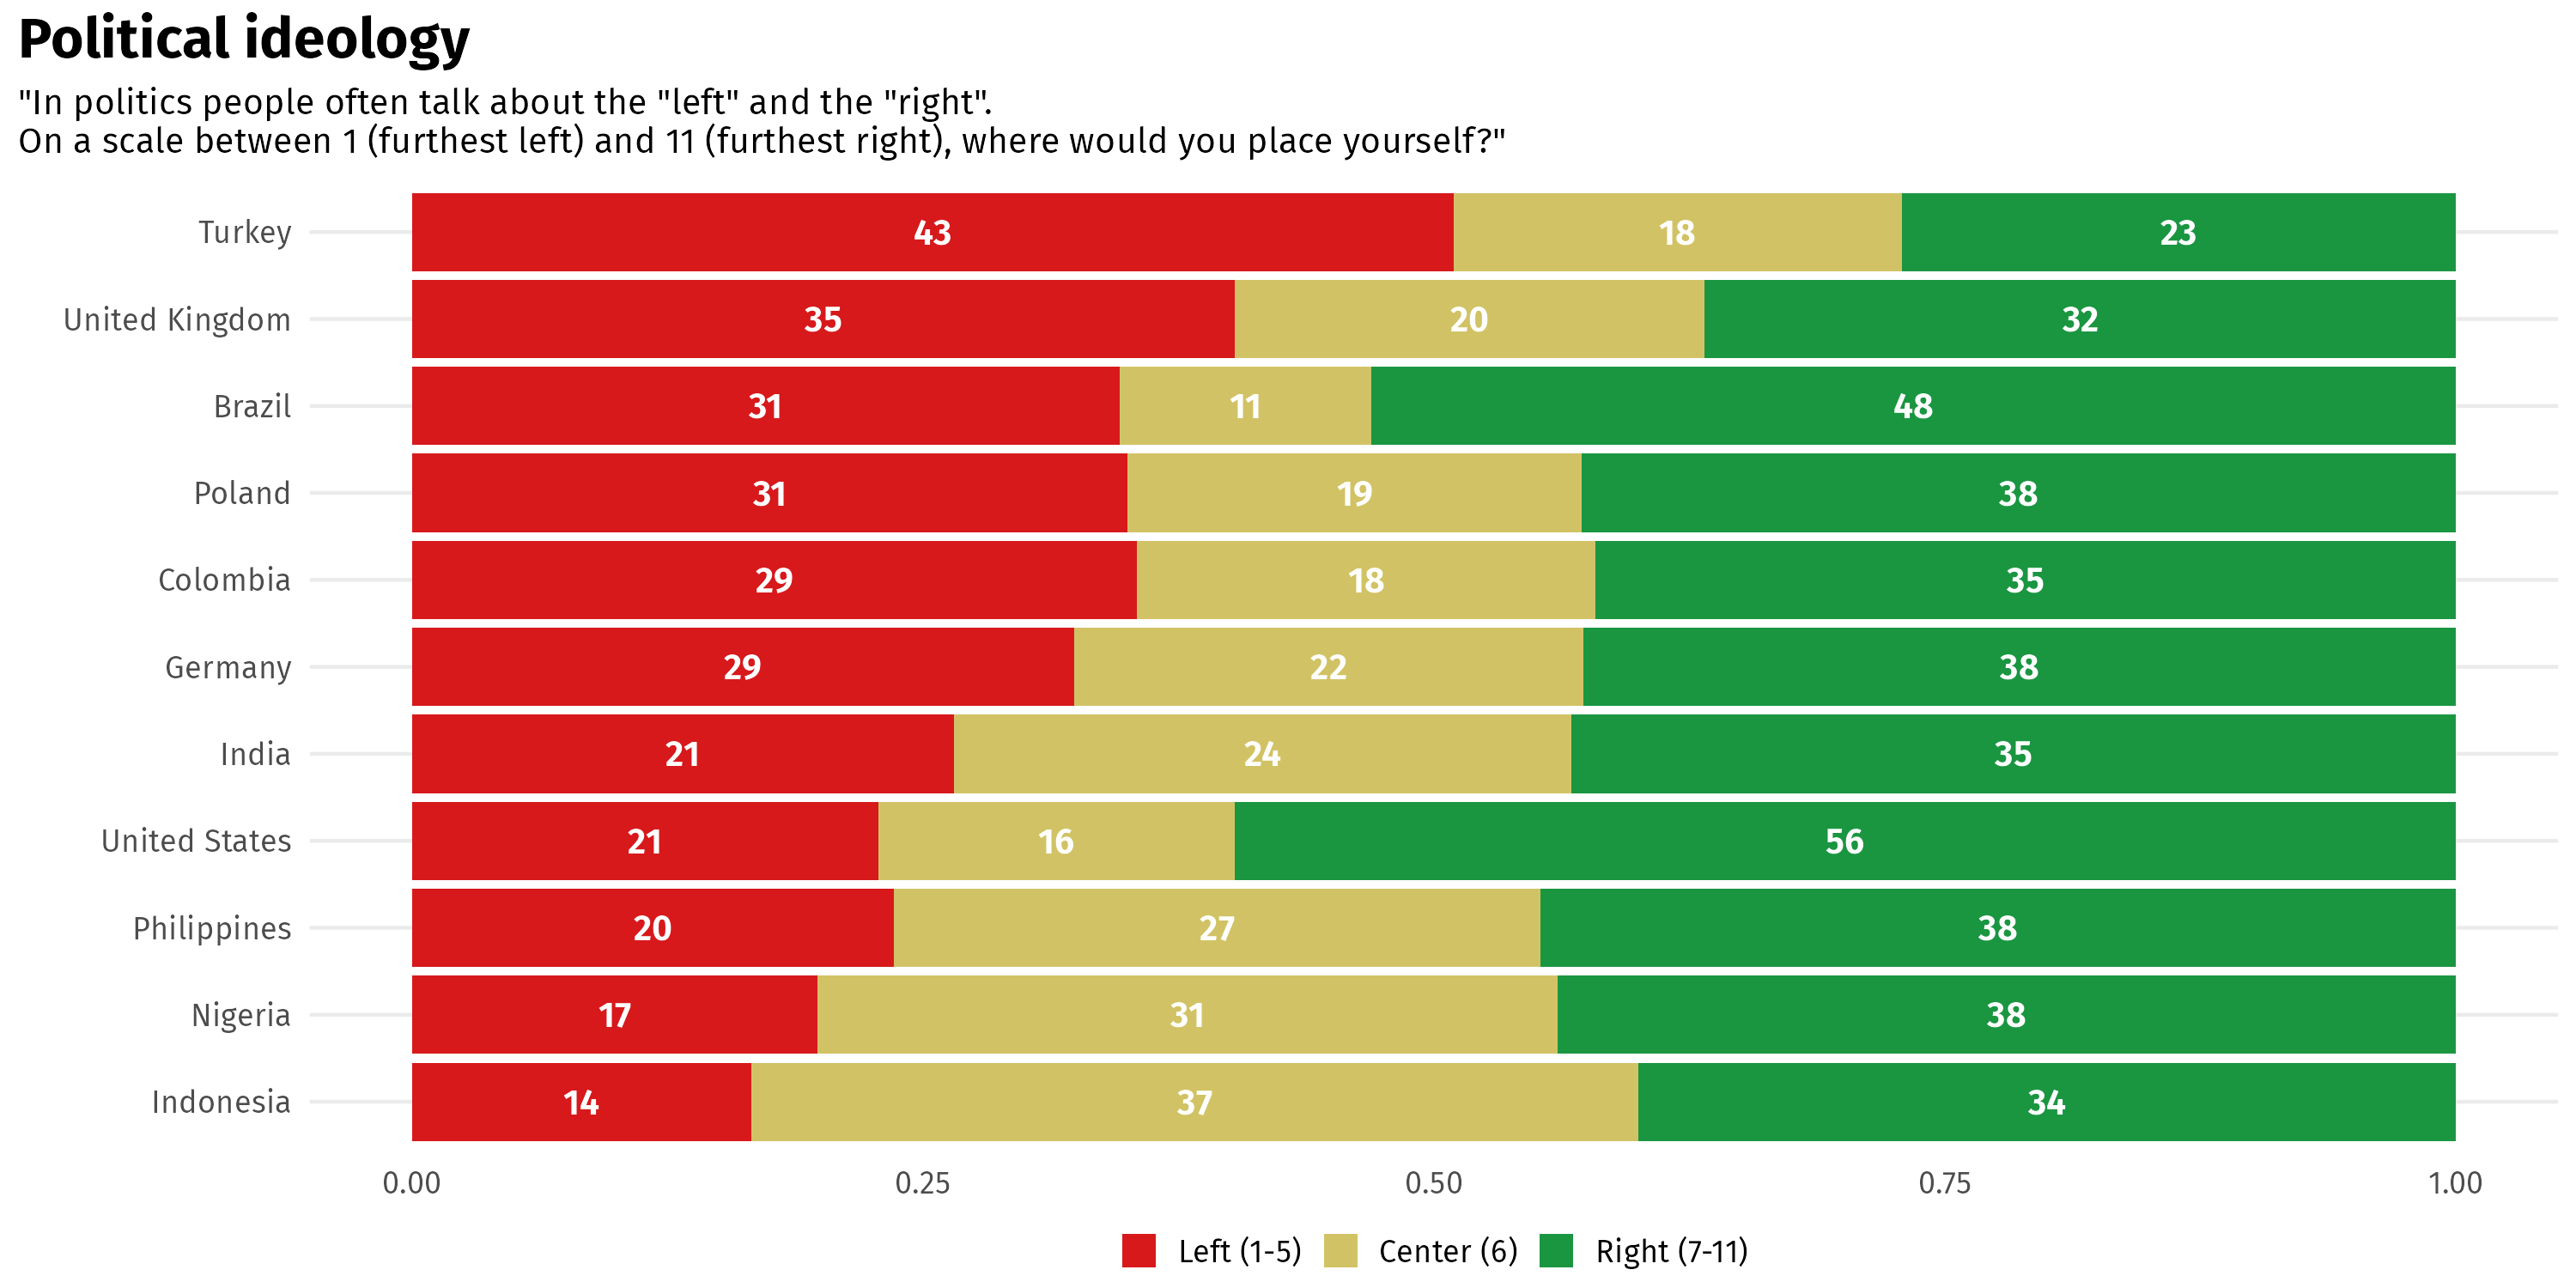 Political ideology
"In politics people often talk about the "left" and the "right".
On a scale between 1 (furthest left) and 11 (furthest right), where would you place yourself?"
Turkey 43 18 23
United Kingdom 35 20 32
Brazil 31 11 48
Poland 31 19 38
Colombia 29 18 35
Germany 29 22 38
India 21 24 35
United States 21 16 56
Philippines 20 27 38
Nigeria 17 31 38
Indonesia 14 37 34
0.00 0.25 0.50 0.75 1.00
Left (1-5) Center (6) Right (7-11)